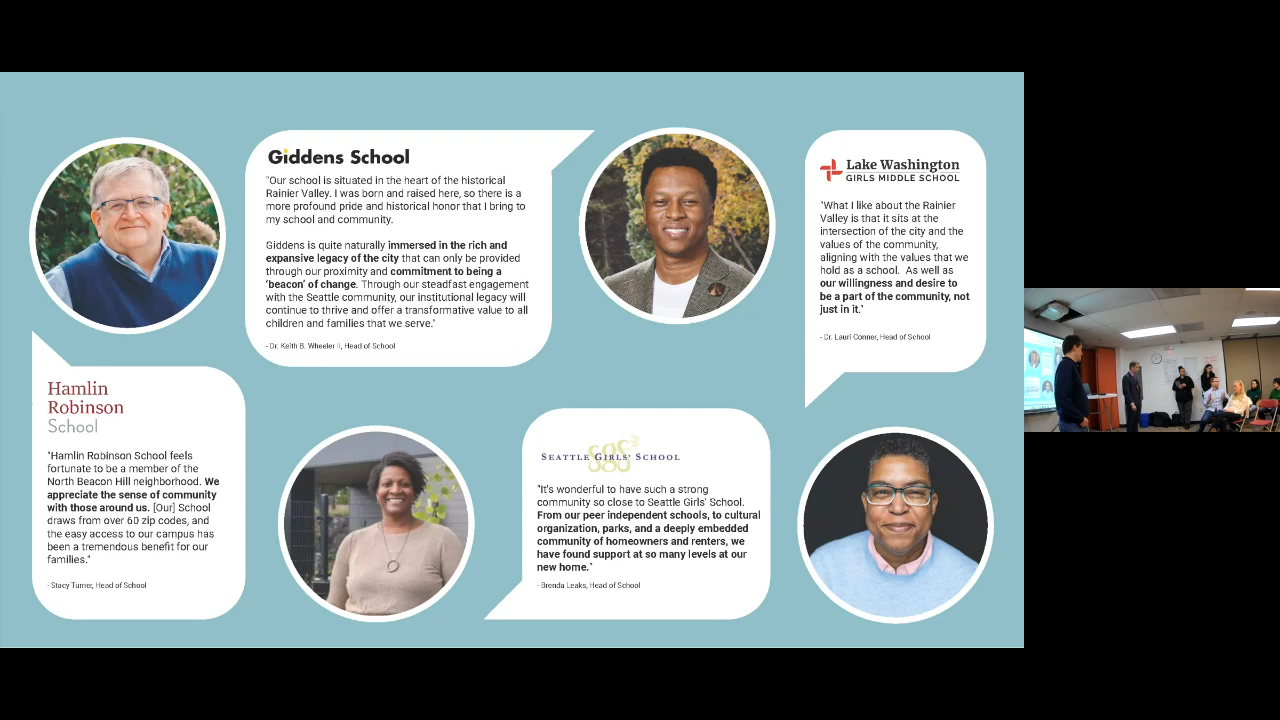 Giddens School
"Our school is situated in the heart of the historical
Rainier Valley. I was born and raised here, so there is a
more profound pride and historical honor that I bring to
my school and community.
Giddens is quite naturally immersed in the rich and
expansive legacy of the city that can only be provided
through our proximity and commitment to being a
'beacon' of change. Through our steadfast engagement
with the Seattle community, our institutional legacy will
continue to thrive and offer a transformative value to all
children and families that we serve."
- Dr. Keith B. Wheeler II, Head of School
Lake Washington
GIRLS MIDDLE SCHOOL
"What I like about the Rainier
Valley is that it sits at the
intersection of the city and the
values of the community,
aligning with the values that we
hold as a school. As well as
our willingness and desire to
be a part of the community, not
just in it."
- Dr. Lauri Conner, Head of School
Hamlin
Robinson
School
"Hamlin Robinson School feels
fortunate to be a member of the
North Beacon Hill neighborhood. We
appreciate the sense of community
with those around us. [Our] School
draws from over 60 zip codes, and
the easy access to our campus has
been a tremendous benefit for our
families."
- Stacy Turner, Head of School
sgs
SEATTLE GIRLS' SCHOOL
"It's wonderful to have such a strong
community so close to Seattle Girls' School.
From our peer independent schools, to cultural
organization, parks, and a deeply embedded
community of homeowners and renters, we
have found support at so many levels at our
new home."
- Brenda Leaks, Head of School